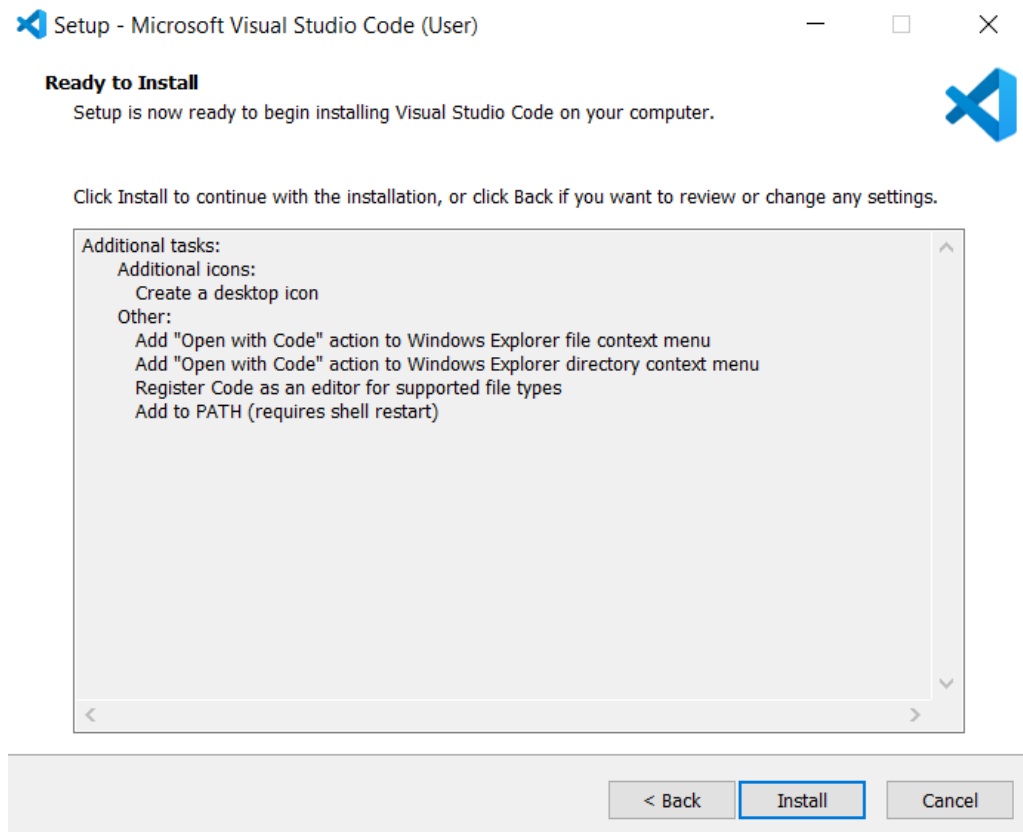 Setup - Microsoft Visual Studio Code (User)
Ready to Install
Setup is now ready to begin installing Visual Studio Code on your computer.
Click Install to continue with the installation, or click Back if you want to review or change any settings.
Additional tasks:
Additional icons:
Create a desktop icon
Other:
Add "Open with Code" action to Windows Explorer file context menu
Add "Open with Code" action to Windows Explorer directory context menu
Register Code as an editor for supported file types
Add to PATH (requires shell restart)
< Back Install Cancel